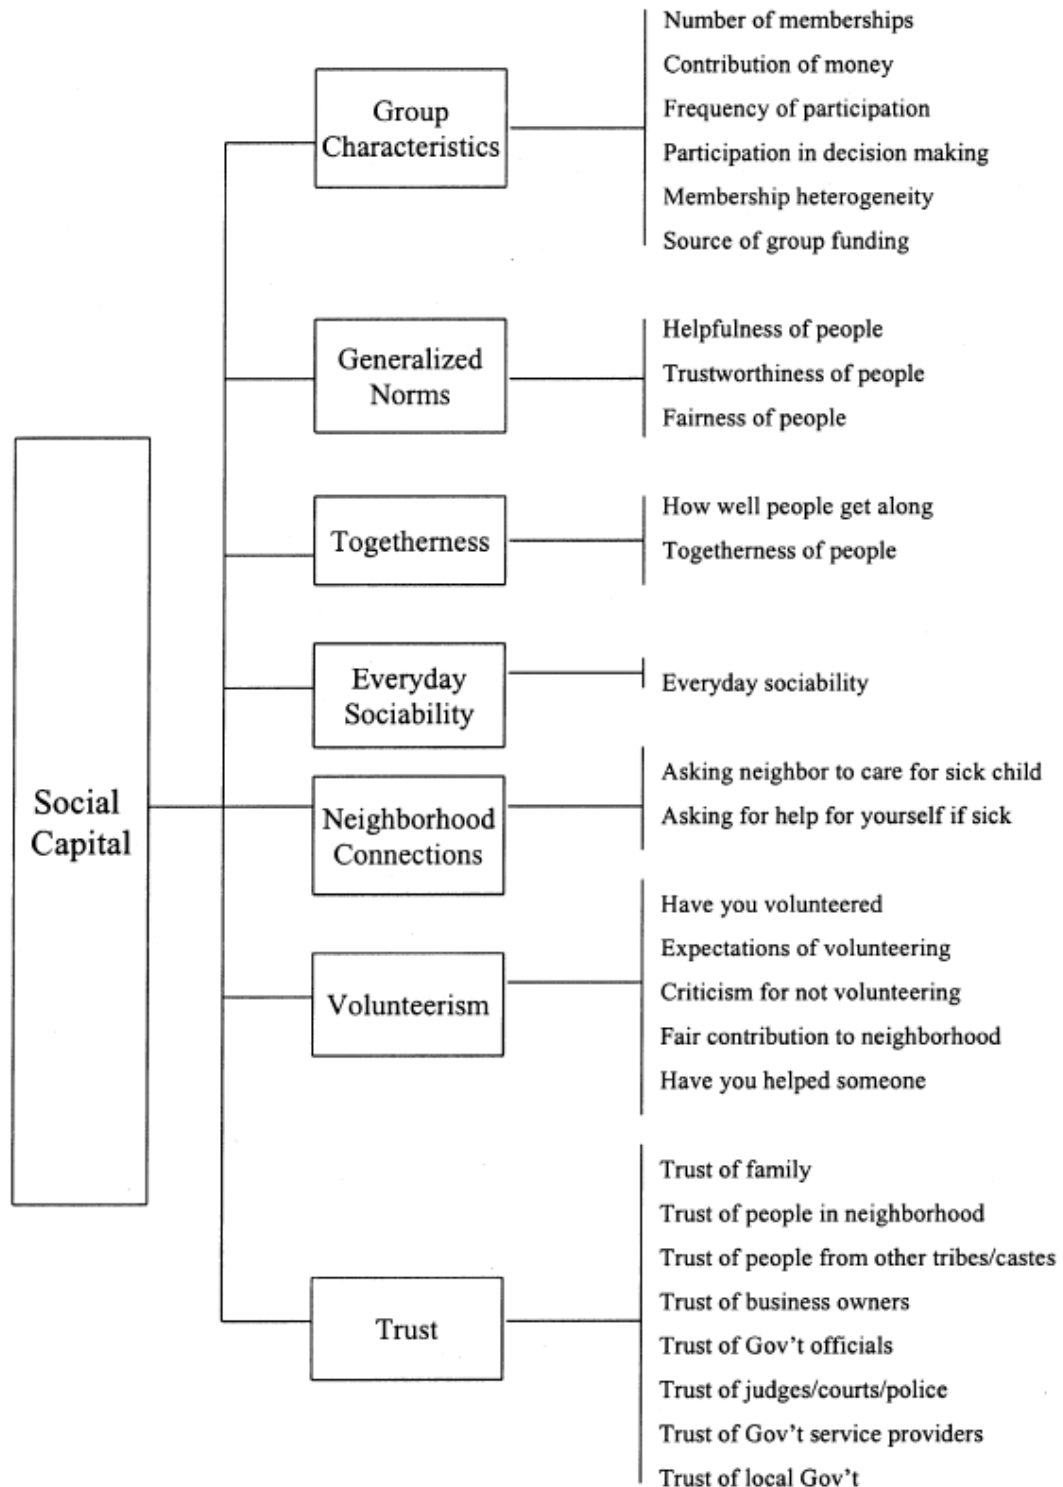 Number of memberships
Contribution of money
Group
Characteristics
Frequency of participation
Participation in decision making
Membership heterogeneity
Source of group funding
Generalized
Norms
Helpfulness of people
Trustworthiness of people
Fairness of people
Togetherness
How well people get along
Togetherness of people
Everyday
Sociability
Everyday sociability
Social
Capital
Neighborhood
Connections
Asking neighbor to care for sick child
Asking for help for yourself if sick
Volunteerism
Have you volunteered
Expectations of volunteering
Criticism for not volunteering
Fair contribution to neighborhood
Have you helped someone
Trust
Trust of family
Trust of people in neighborhood
Trust of people from other tribes/castes
Trust of business owners
Trust of Gov't officials
Trust of judges/courts/police
Trust of Gov't service providers
Trust of local Gov't